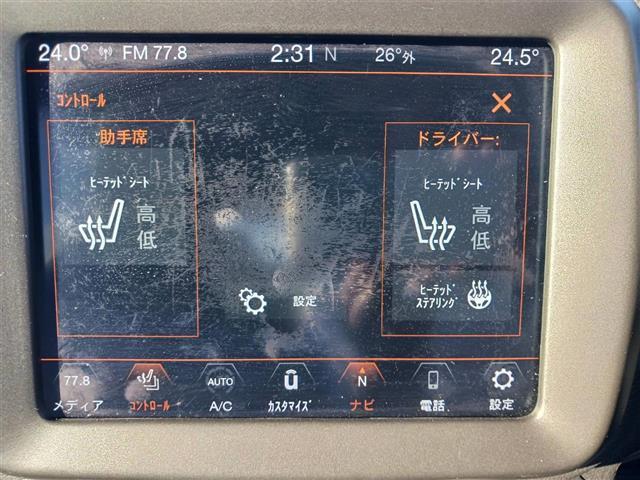 24.0° FM 77.8 2:31 N 26°外 24.5°
コントロール
助手席
ヒーテッドシート
高
低
設定
ドライバー:
ヒーテッドシート
高
低
ヒーテッド
ステアリング
77.8 AUTO N
メディア コントロール A/C カスタマイズ ナビ 電話 設定